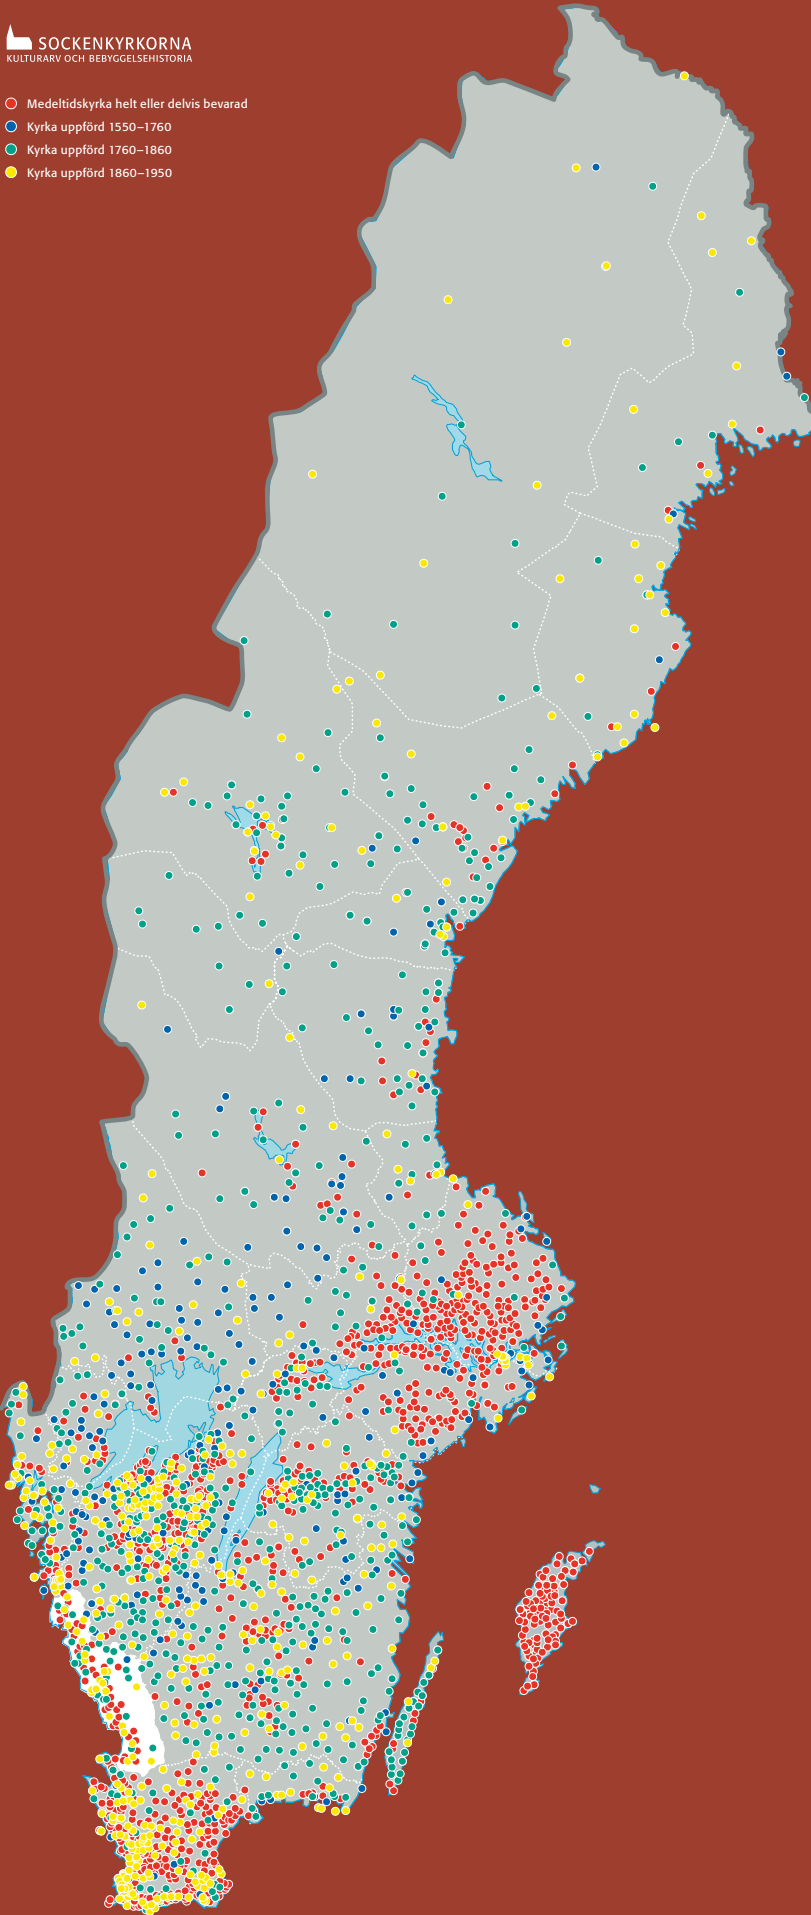 SOCKENKYRKORNA
KULTURARV OCH BEBYGGELSEHISTORIA
Medeltidskyrka helt eller delvis bevarad
Kyrka uppförd 1550–1760
Kyrka uppförd 1760–1860
Kyrka uppförd 1860–1950